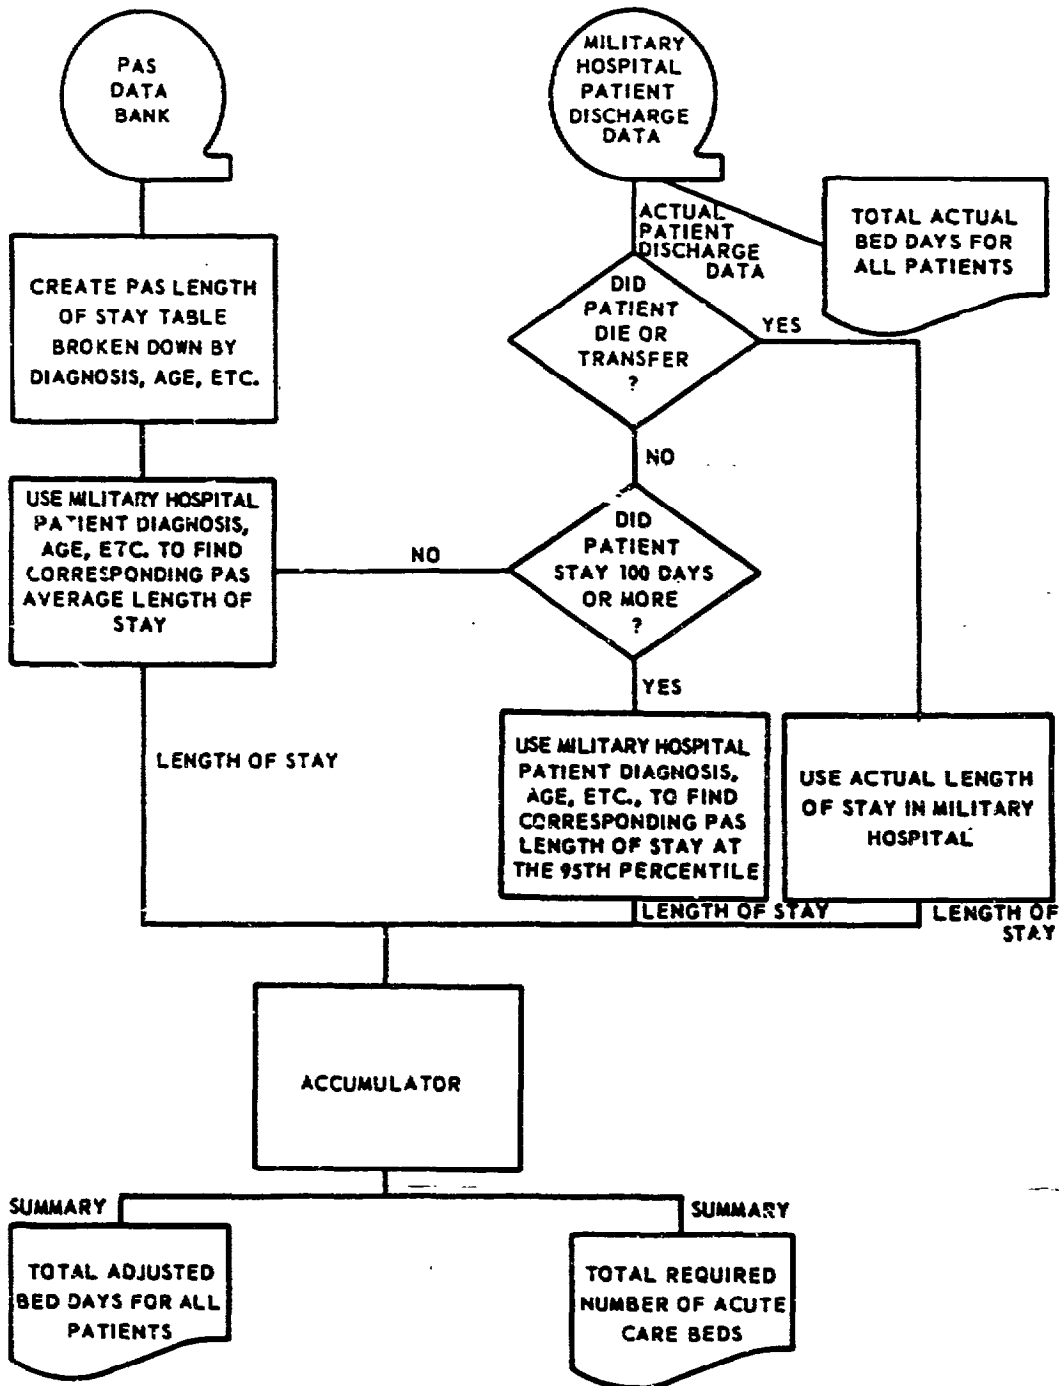 PAS
DATA
BANK
MILITARY
HOSPITAL
PATIENT
DISCHARGE
DATA
ACTUAL
PATIENT
DISCHARGE
DATA
TOTAL ACTUAL
BED DAYS FOR
ALL PATIENTS
CREATE PAS LENGTH
OF STAY TABLE
BROKEN DOWN BY
DIAGNOSIS, AGE, ETC.
DID
PATIENT
DIE OR
TRANSFER
?
YES
NO
USE MILITARY HOSPITAL
PATIENT DIAGNOSIS,
AGE, ETC. TO FIND
CORRESPONDING PAS
AVERAGE LENGTH OF
STAY
NO
DID
PATIENT
STAY 100 DAYS
OR MORE
?
YES
LENGTH OF STAY
USE MILITARY HOSPITAL
PATIENT DIAGNOSIS,
AGE, ETC., TO FIND
CORRESPONDING PAS
LENGTH OF STAY AT
THE 95TH PERCENTILE
USE ACTUAL LENGTH
OF STAY IN MILITARY
HOSPITAL
LENGTH OF STAY
LENGTH OF
STAY
ACCUMULATOR
SUMMARY
SUMMARY
TOTAL ADJUSTED
BED DAYS FOR ALL
PATIENTS
TOTAL REQUIRED
NUMBER OF ACUTE
CARE BEDS